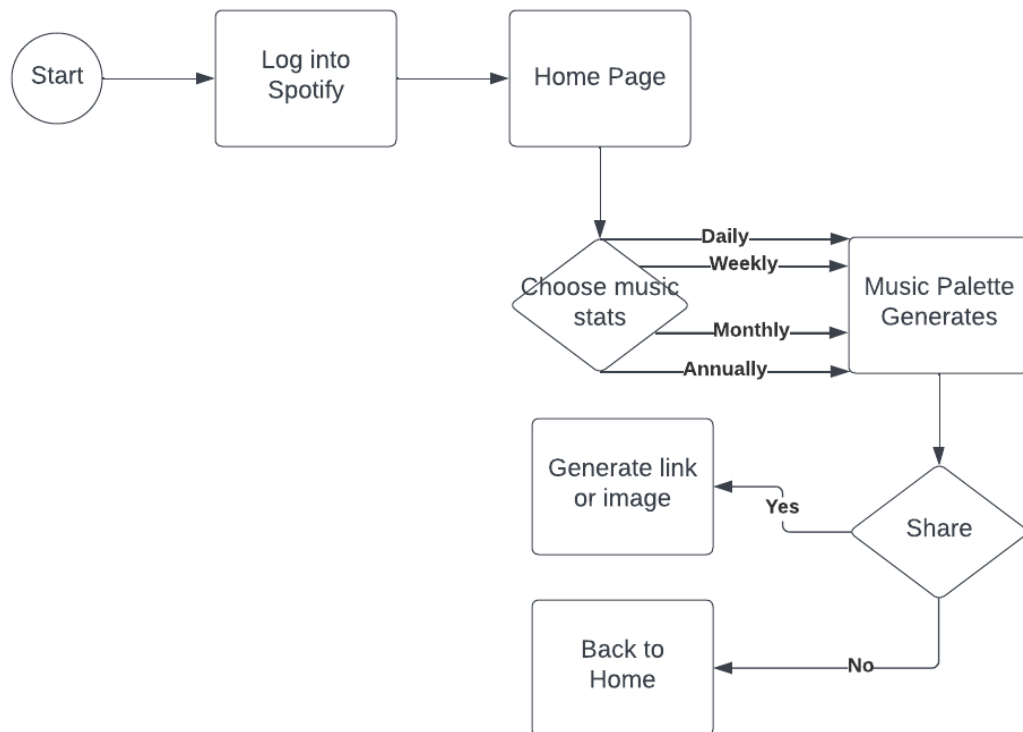 Start
Log into
Spotify
Home Page
Daily
Weekly
Choose music
stats
Monthly
Annually
Music Palette
Generates
Generate link
or image
Yes
Share
Back to
Home
No